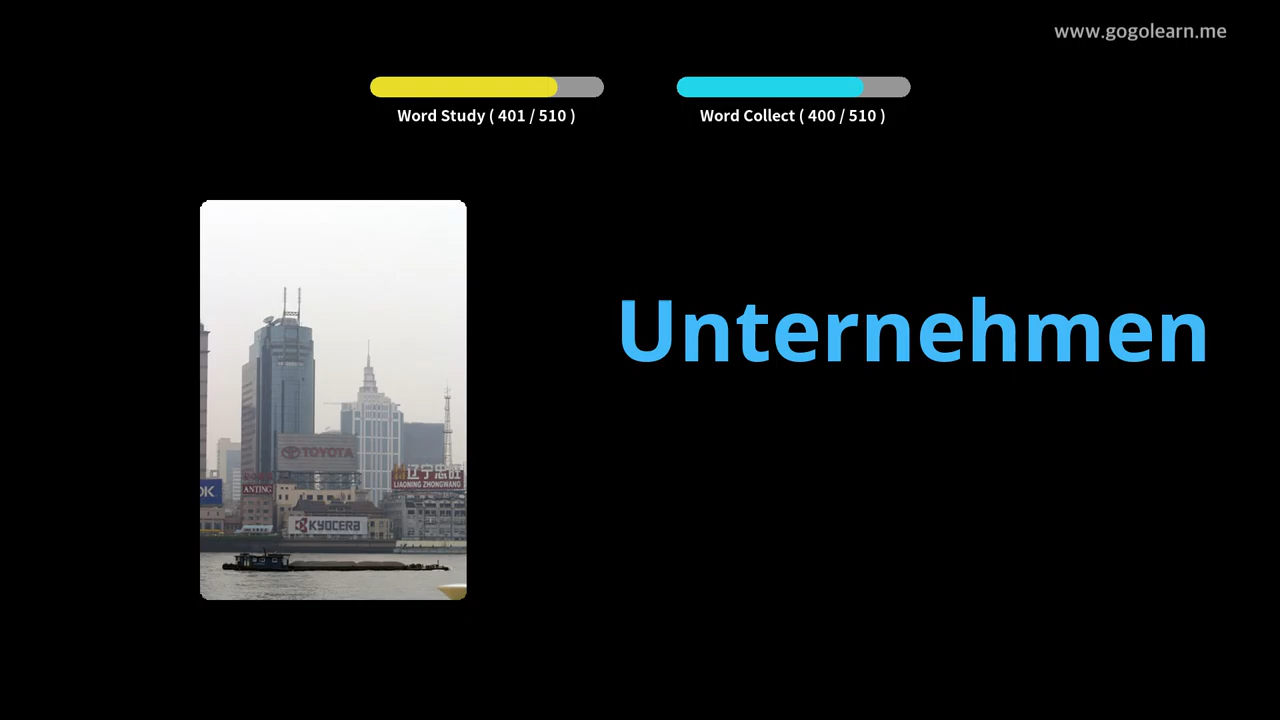 www.gogolearn.me
Word Study ( 401 / 510 )
Word Collect ( 400 / 510 )
Unternehmen
TOYOTA
辽宁忠旺
LIAONING ZHONGWANG
OK
ANTING
KYOCERA